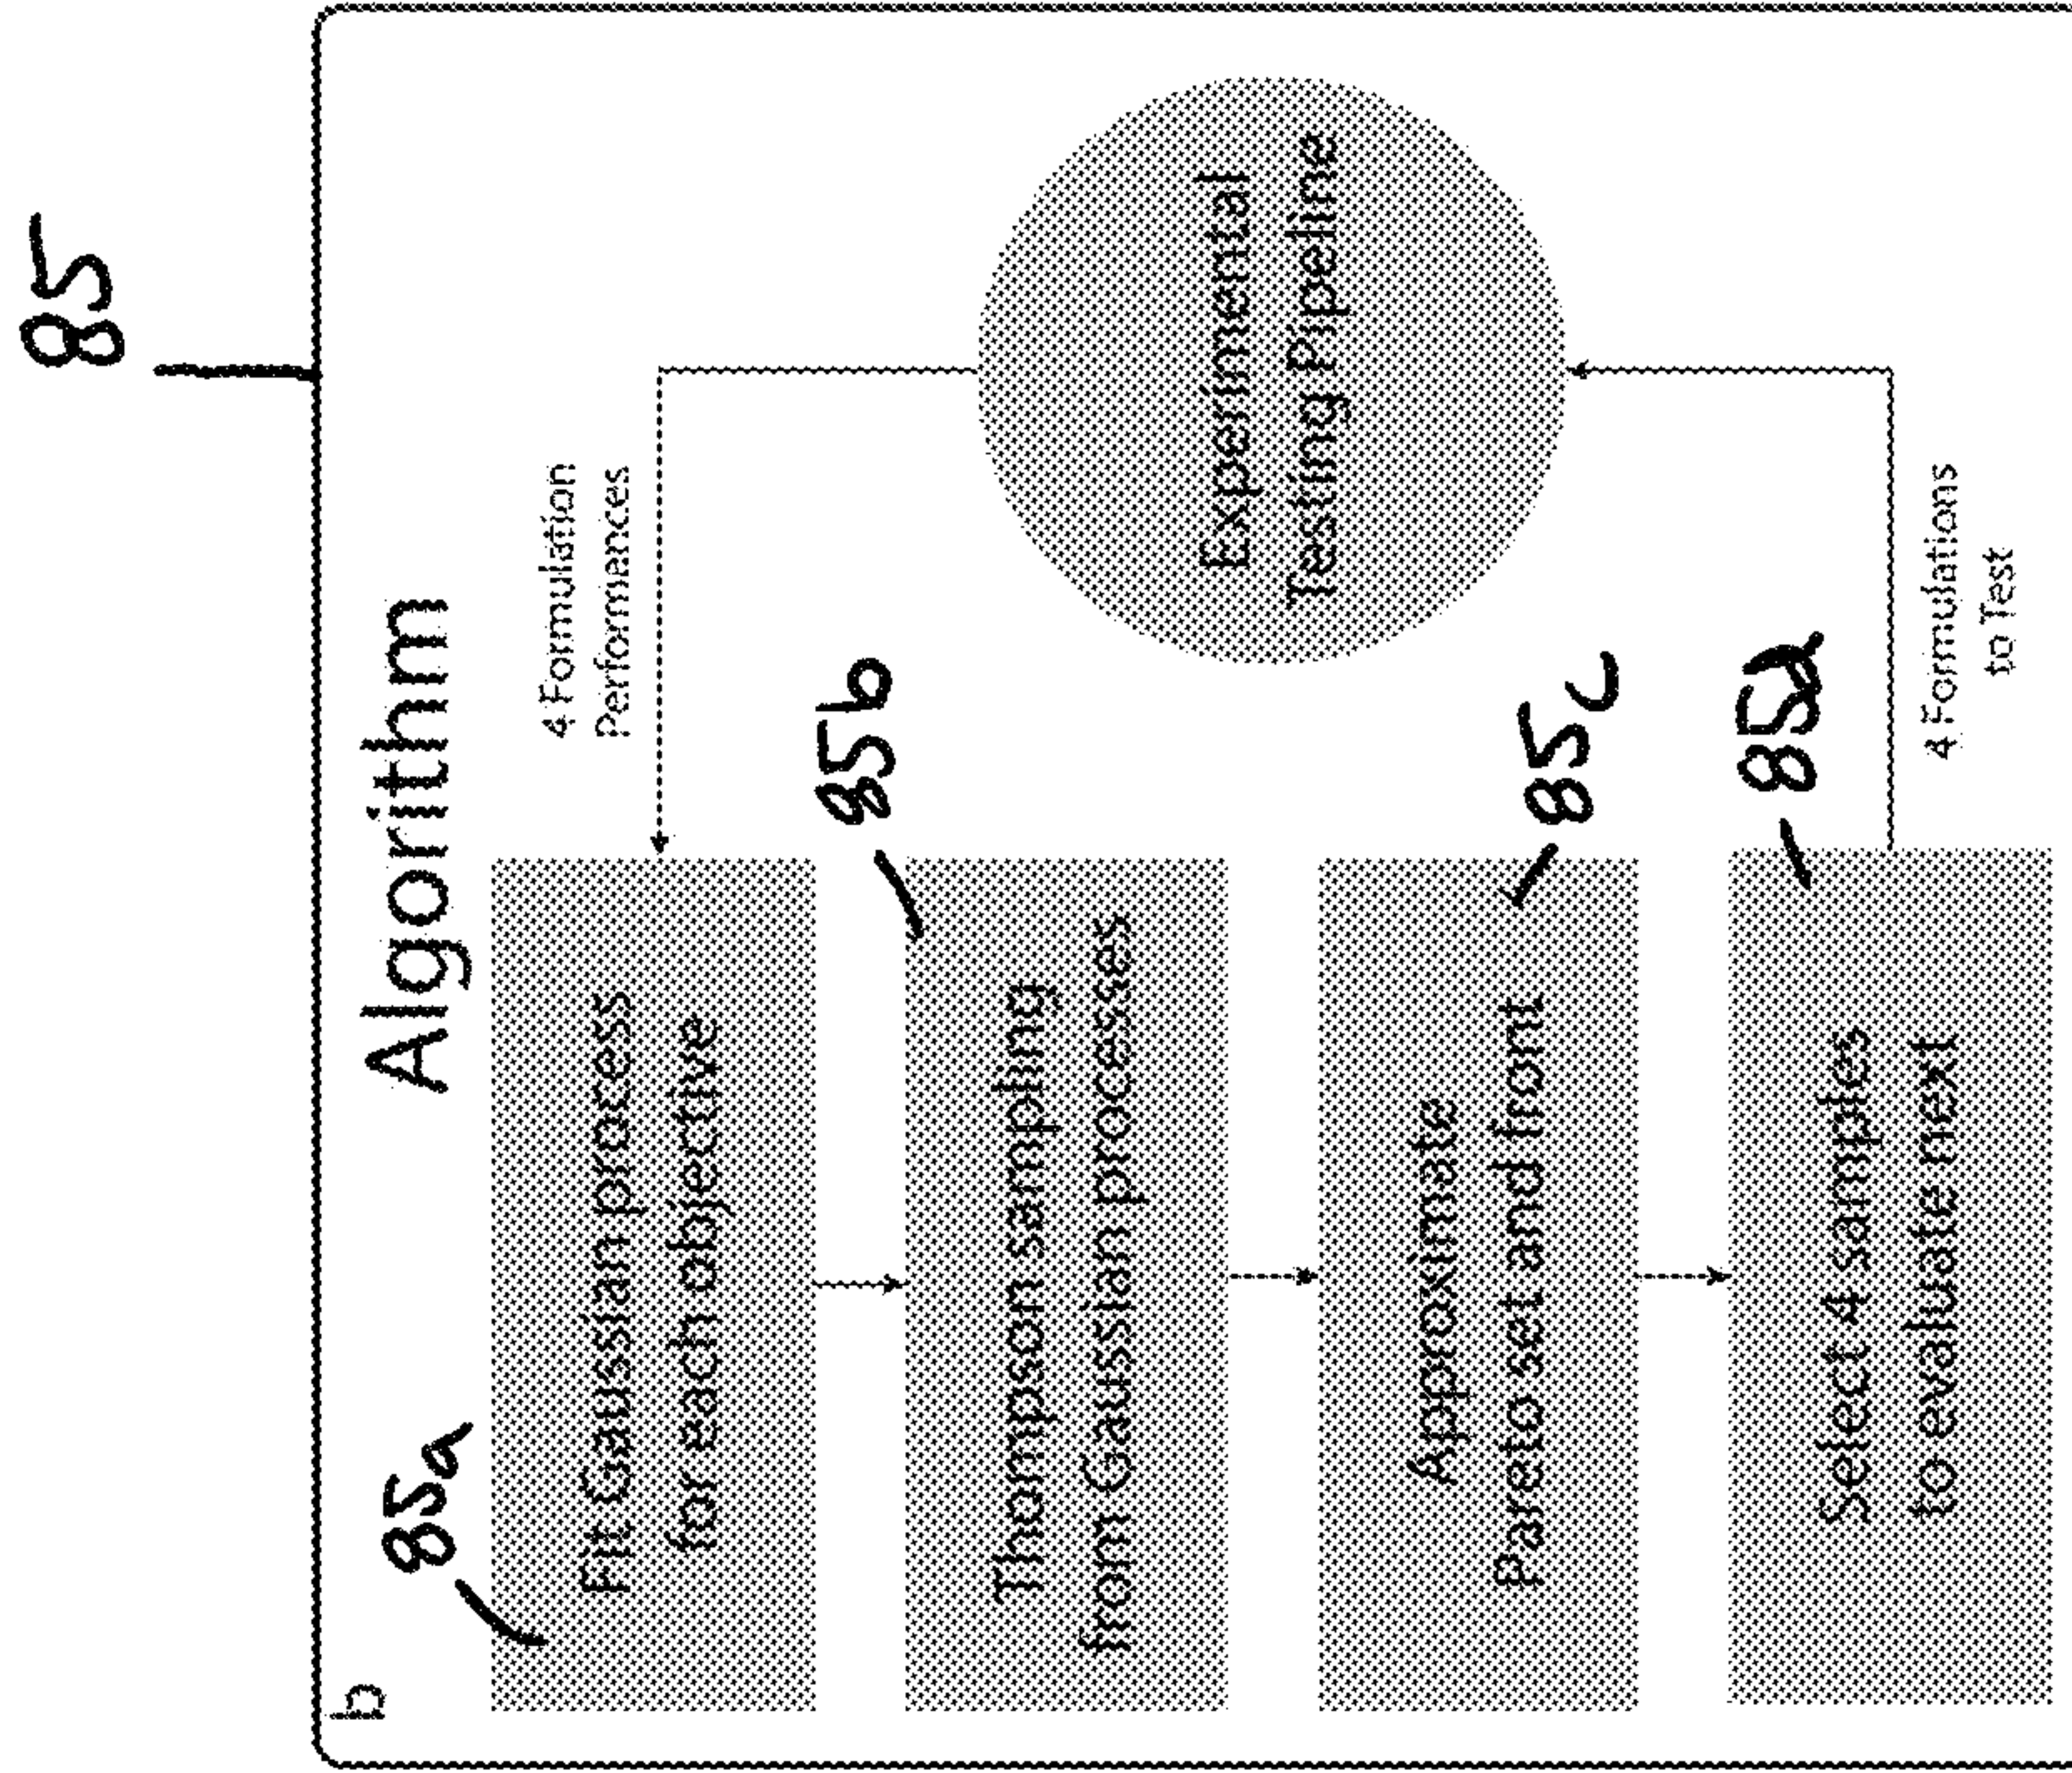 85
b
Algorithm
85a
Fit Gaussian process
for each objective
4 Formulation
Performances
85b
Thompson sampling
from Gaussian processes
Experimental
Testing Pipeline
85c
Approximate
Pareto set and front
85d
Select 4 samples
to evaluate next
4 Formulations
to Test